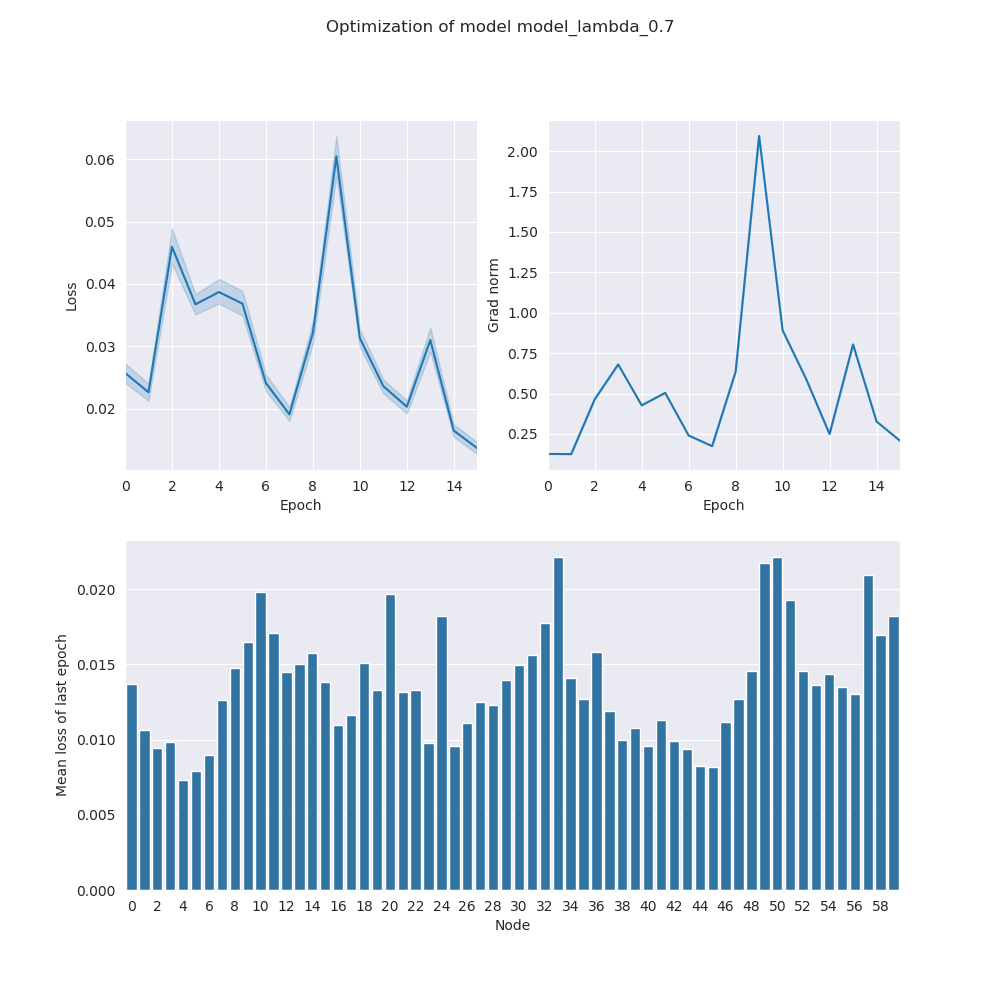 Optimization of model model_lambda_0.7
0.06
0.05
0.04
0.03
0.02
Loss
0 2 4 6 8 10 12 14
Epoch
2.00
1.75
1.50
1.25
1.00
0.75
0.50
0.25
Grad norm
0 2 4 6 8 10 12 14
Epoch
0.020
0.015
0.010
0.005
0.000
Mean loss of last epoch
0 2 4 6 8 10 12 14 16 18 20 22 24 26 28 30 32 34 36 38 40 42 44 46 48 50 52 54 56 58
Node